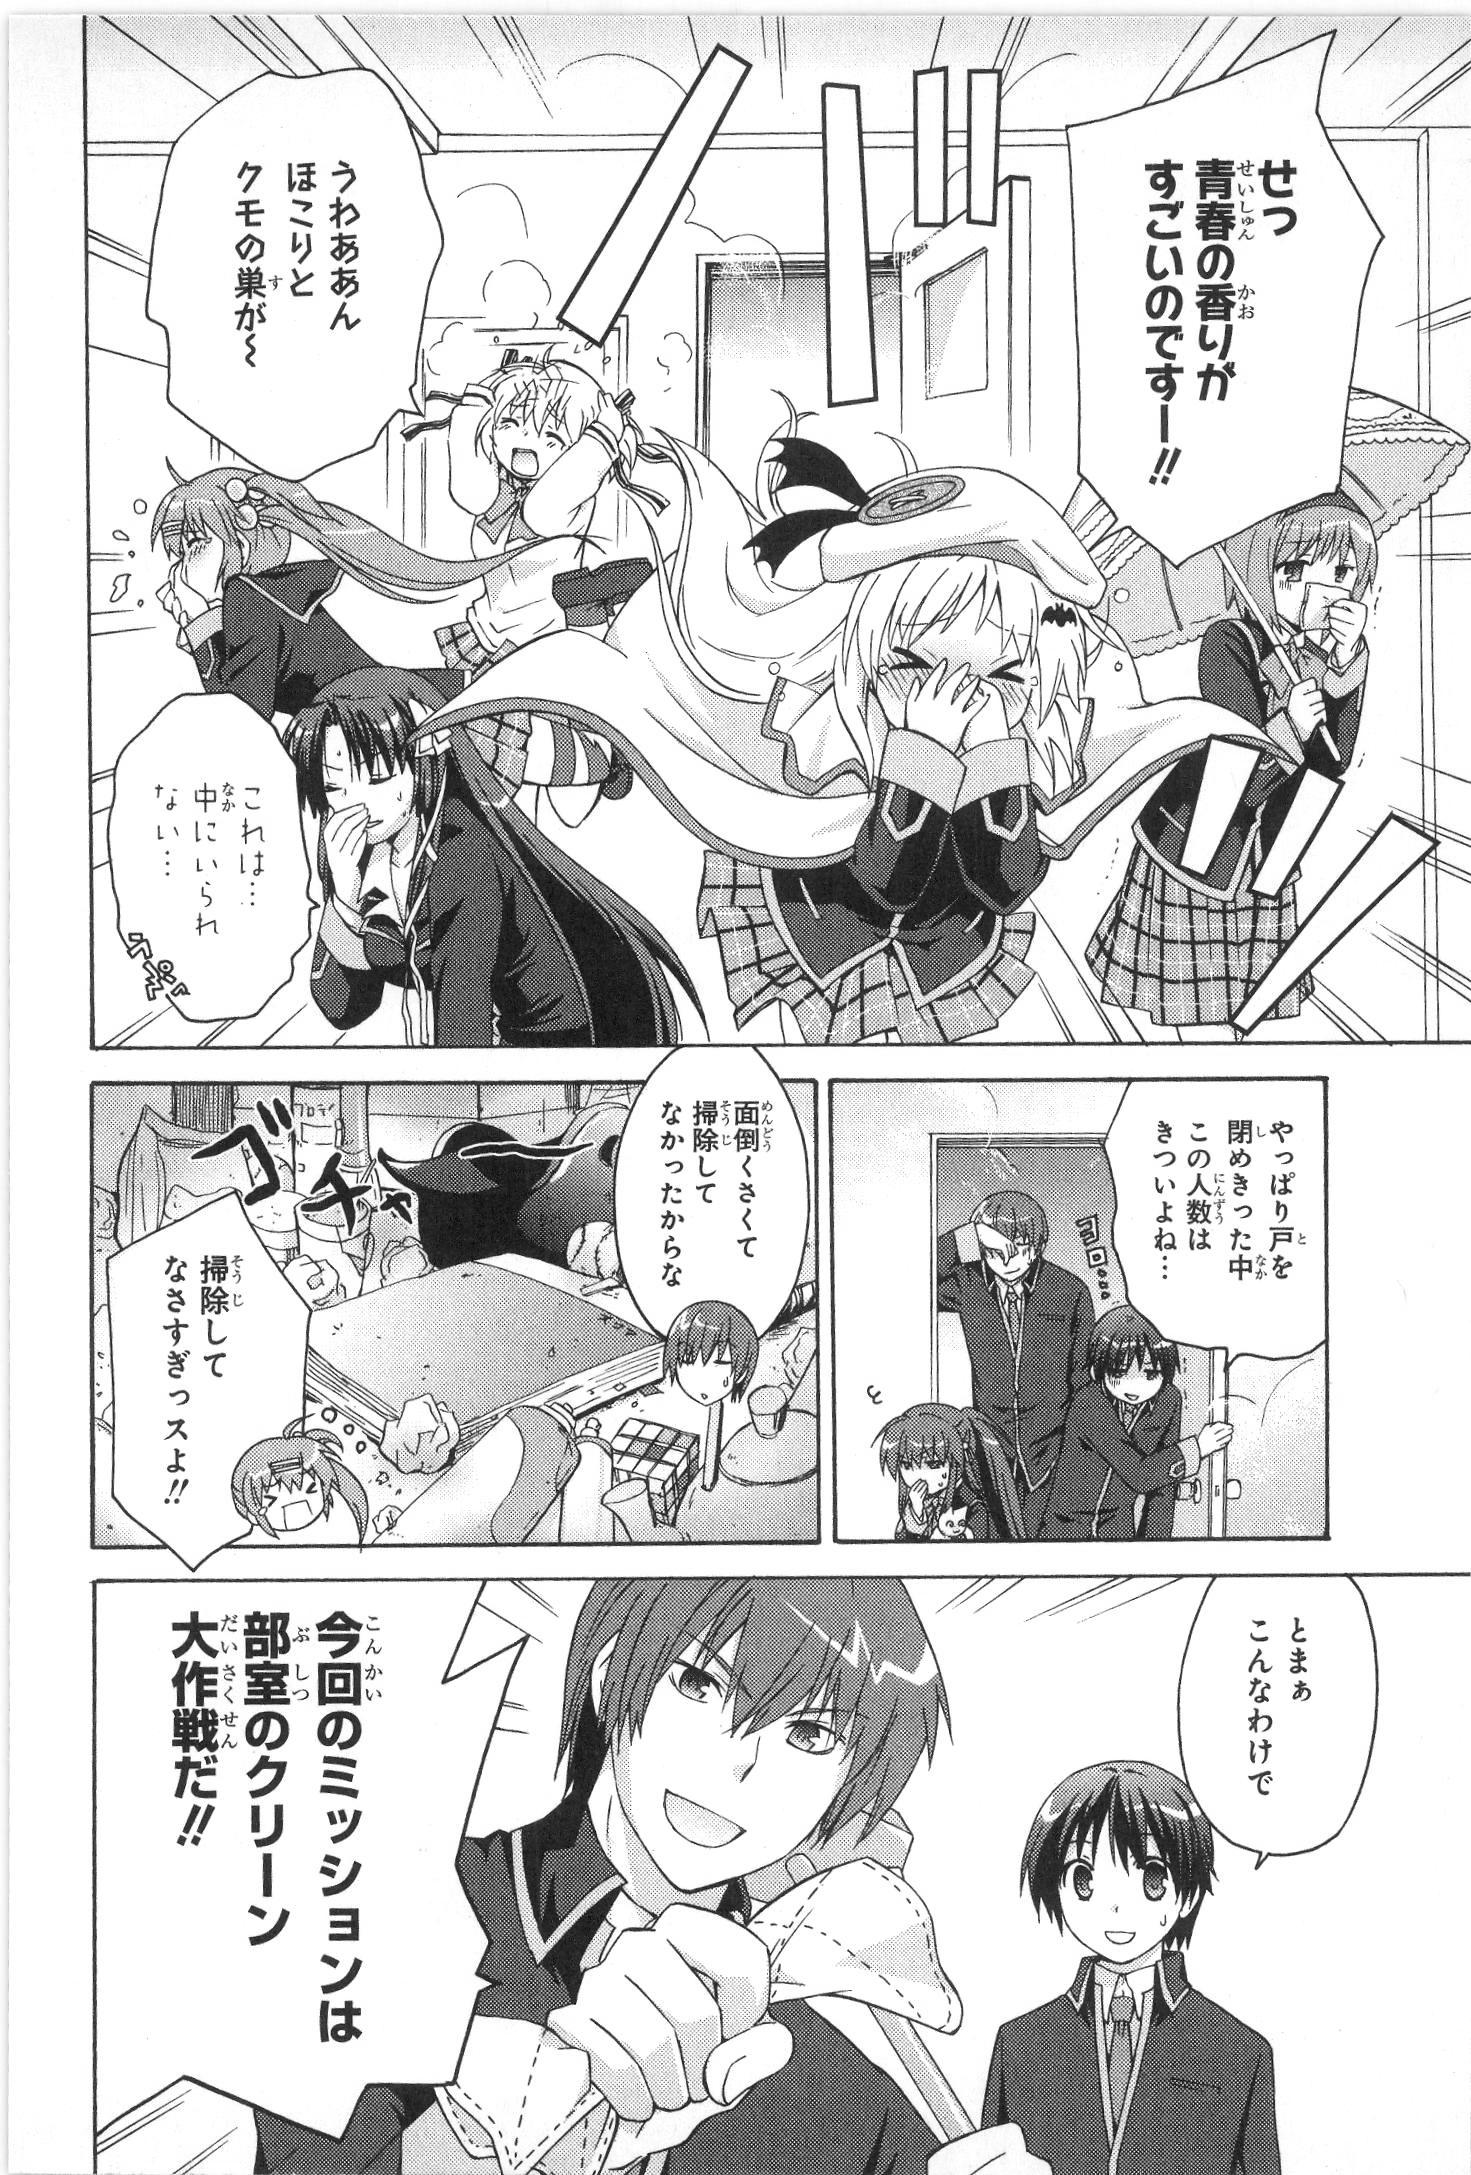 せっ
青春の香りが
すごいのですー!!
うわああん
ほこりと
クモの巣が〜
これは…
中にいられ
ない…
やっぱり戸を
閉めきった中
この人数は
きついよね…
面倒くさくて
掃除して
なかったからな
ゴチャ
掃除して
なさすぎっスよ!!
とまぁ
こんなわけで
今回のミッションは
部室のクリーン
大作戦だ!!